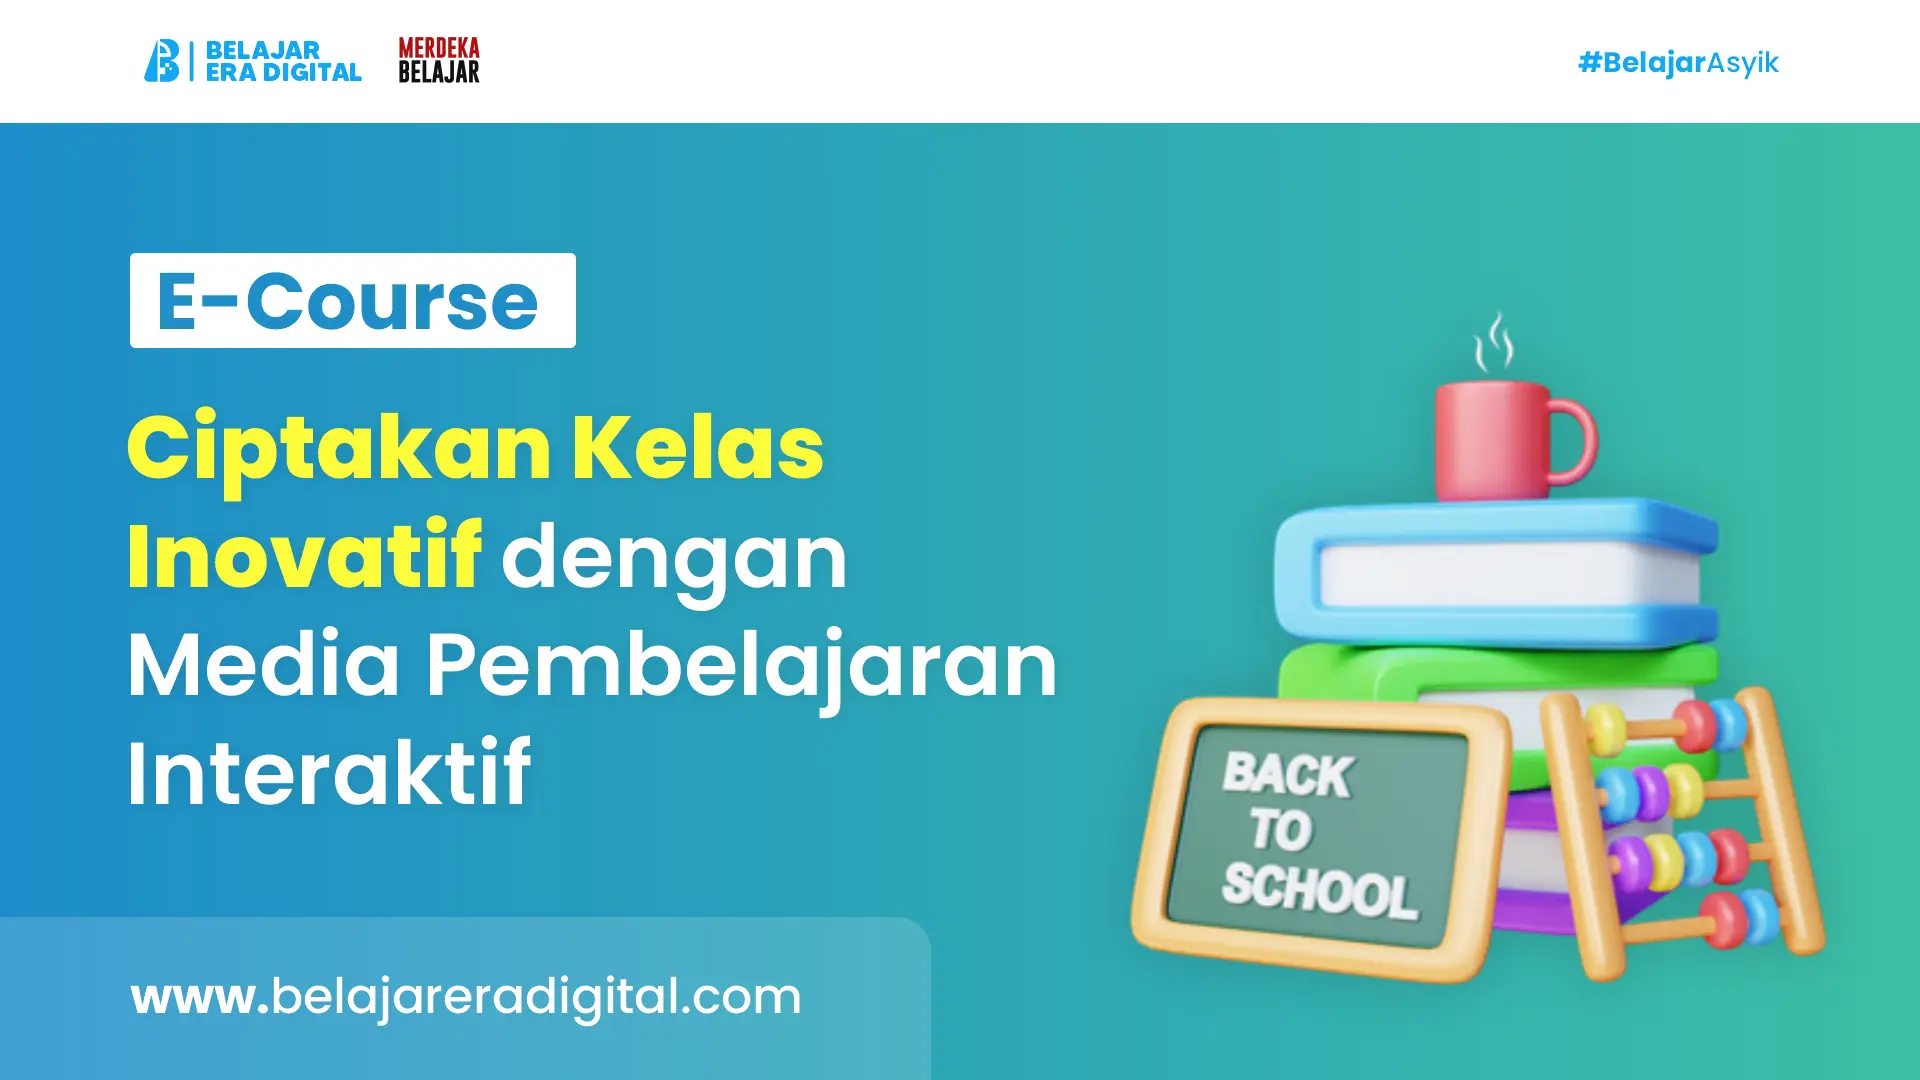 BELAJAR
ERA DIGITAL
MERDEKA
BELAJAR
#BelajarAsyik
E-Course
Ciptakan Kelas
Inovatif dengan
Media Pembelajaran
Interaktif
BACK
TO
SCHOOL
www.belajareradigital.com